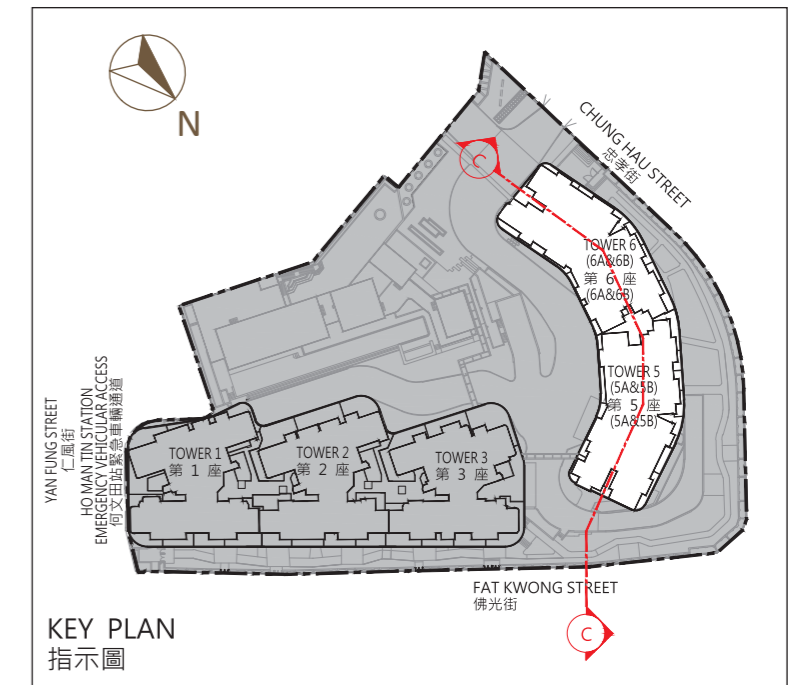 N
CHUNG HAU STREET
忠孝街
C
TOWER 6
(6A&6B)
第 6 座
(6A&6B)
TOWER 5
(5A&5B)
第 5 座
(5A&5B)
YAN FUNG STREET
仁風街
HO MAN TIN STATION
EMERGENCY VEHICULAR ACCESS
何文田站緊急車輛通道
TOWER 1
第 1 座
TOWER 2
第 2 座
TOWER 3
第 3 座
FAT KWONG STREET
佛光街
C
KEY PLAN
指示圖